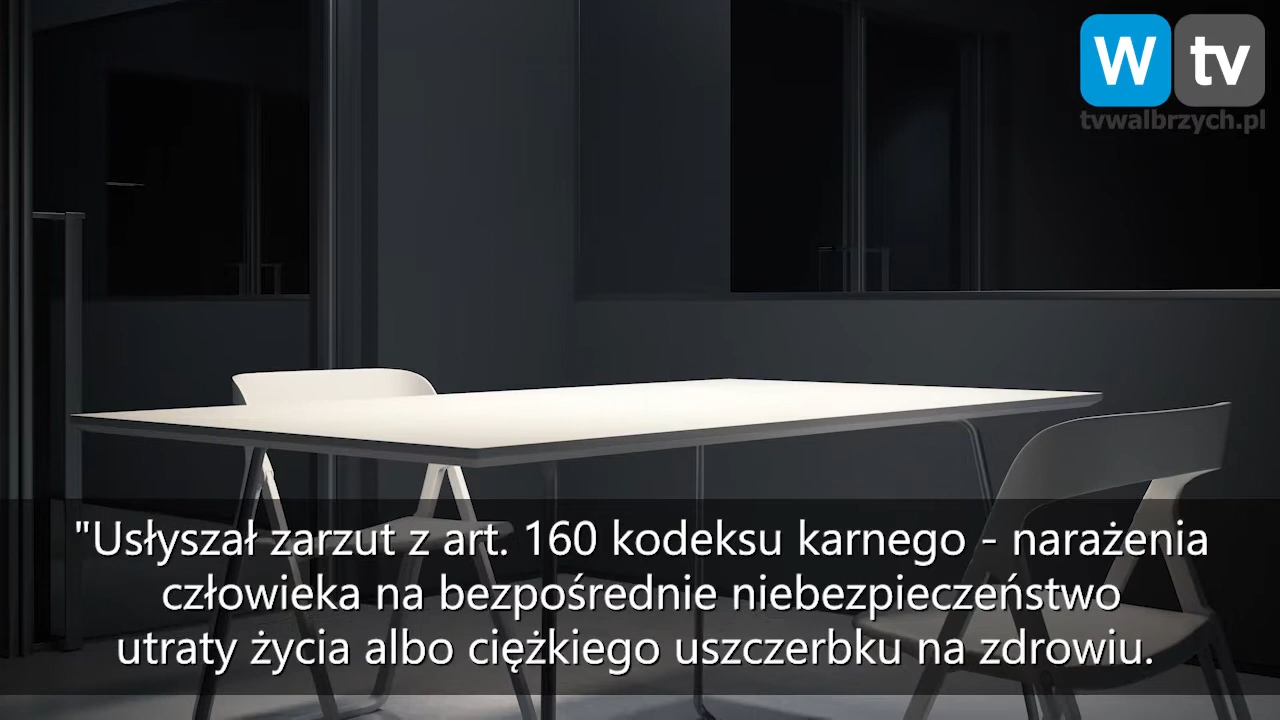 W tv
tvwalbrzych.pl
"Usłyszał zarzut z art. 160 kodeksu karnego - narażenia
człowieka na bezpośrednie niebezpieczeństwo
utraty życia albo ciężkiego uszczerbku na zdrowiu.